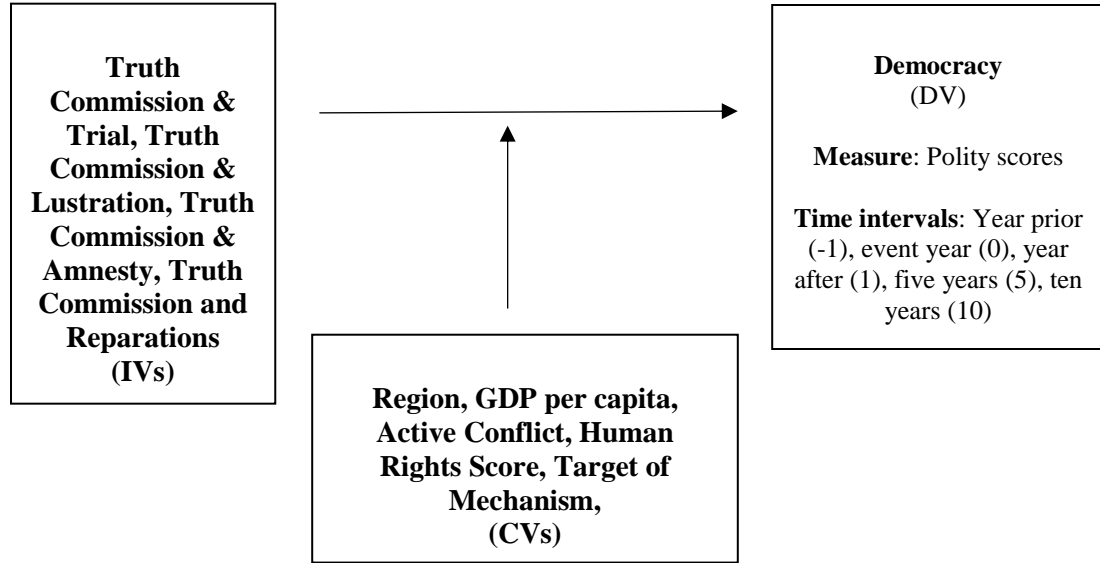 Truth
Commission &
Trial, Truth
Commission &
Lustration, Truth
Commission &
Amnesty, Truth
Commission and
Reparations
(IVs)
Democracy
(DV)
Measure: Polity scores
Time intervals: Year prior
(-1), event year (0), year
after (1), five years (5), ten
years (10)
Region, GDP per capita,
Active Conflict, Human
Rights Score, Target of
Mechanism,
(CVs)